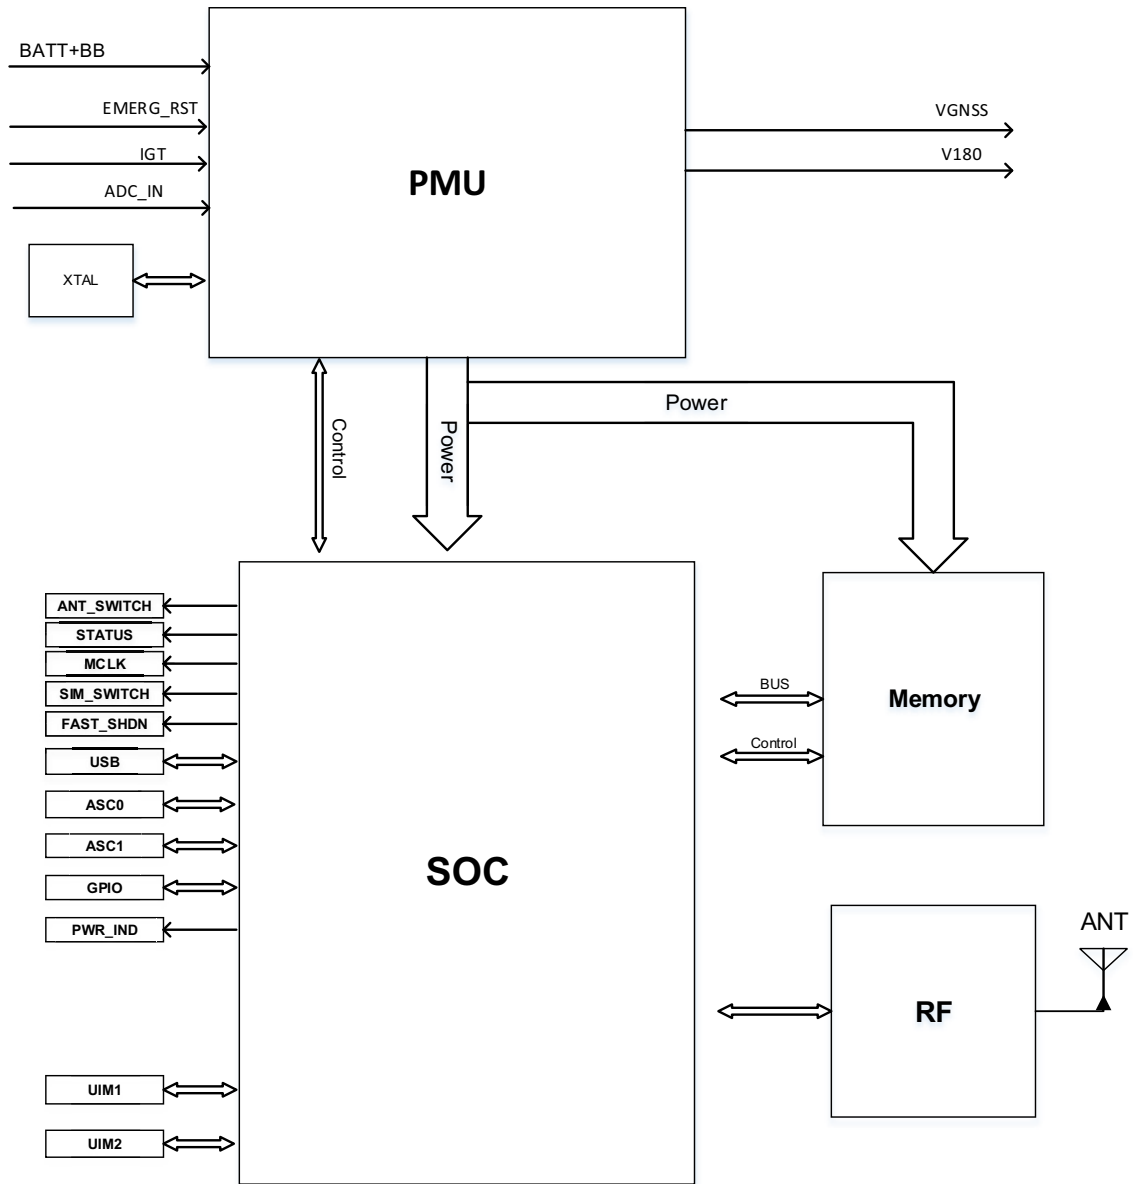 BATT+BB
EMERG_RST
IGT
ADC_IN
XTAL
PMU
VGNSS
V180
Control
Power
Power
ANT_SWITCH
STATUS
MCLK
SIM_SWITCH
FAST_SHDN
USB
ASC0
ASC1
GPIO
PWR_IND
UIM1
UIM2
SOC
BUS
Control
Memory
RF
ANT